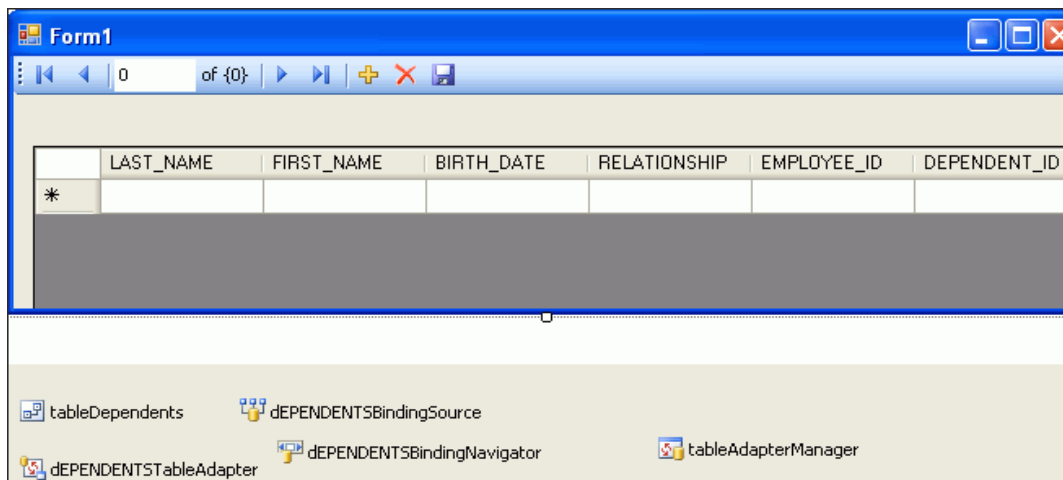 Form1
0 of {0}
LAST_NAME FIRST_NAME BIRTH_DATE RELATIONSHIP EMPLOYEE_ID DEPENDENT_ID
tableDependents dEPENDENTSBindingSource
dEPENDENTSBindingNavigator tableAdapterManager
dEPENDENTSTableAdapter